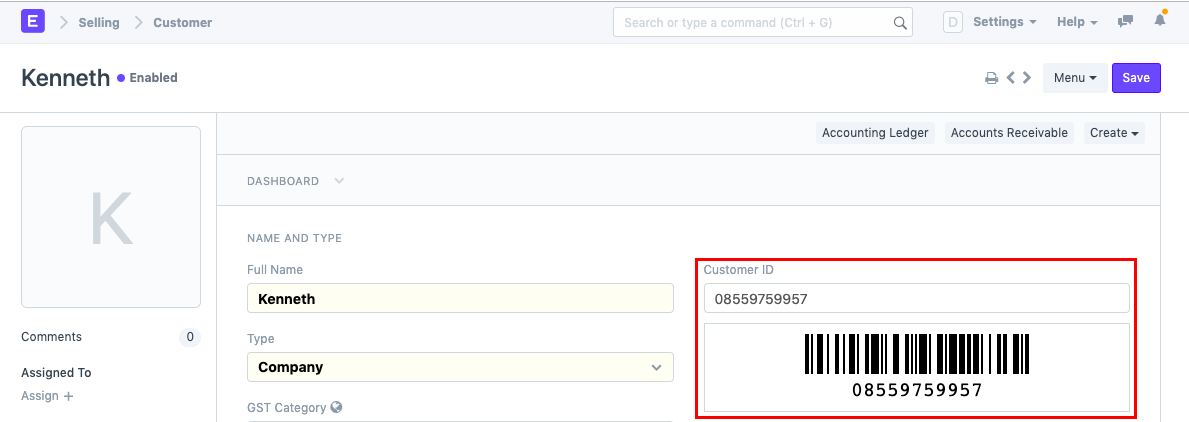 E Selling Customer Search or type a command (Ctrl + G) D Settings Help
Kenneth Enabled Menu Save
K
Accounting Ledger Accounts Receivable Create
DASHBOARD
NAME AND TYPE
Full Name
Kenneth
Type
Company
GST Category
Customer ID
08559759957
08559759957
Comments 0
Assigned To
Assign +